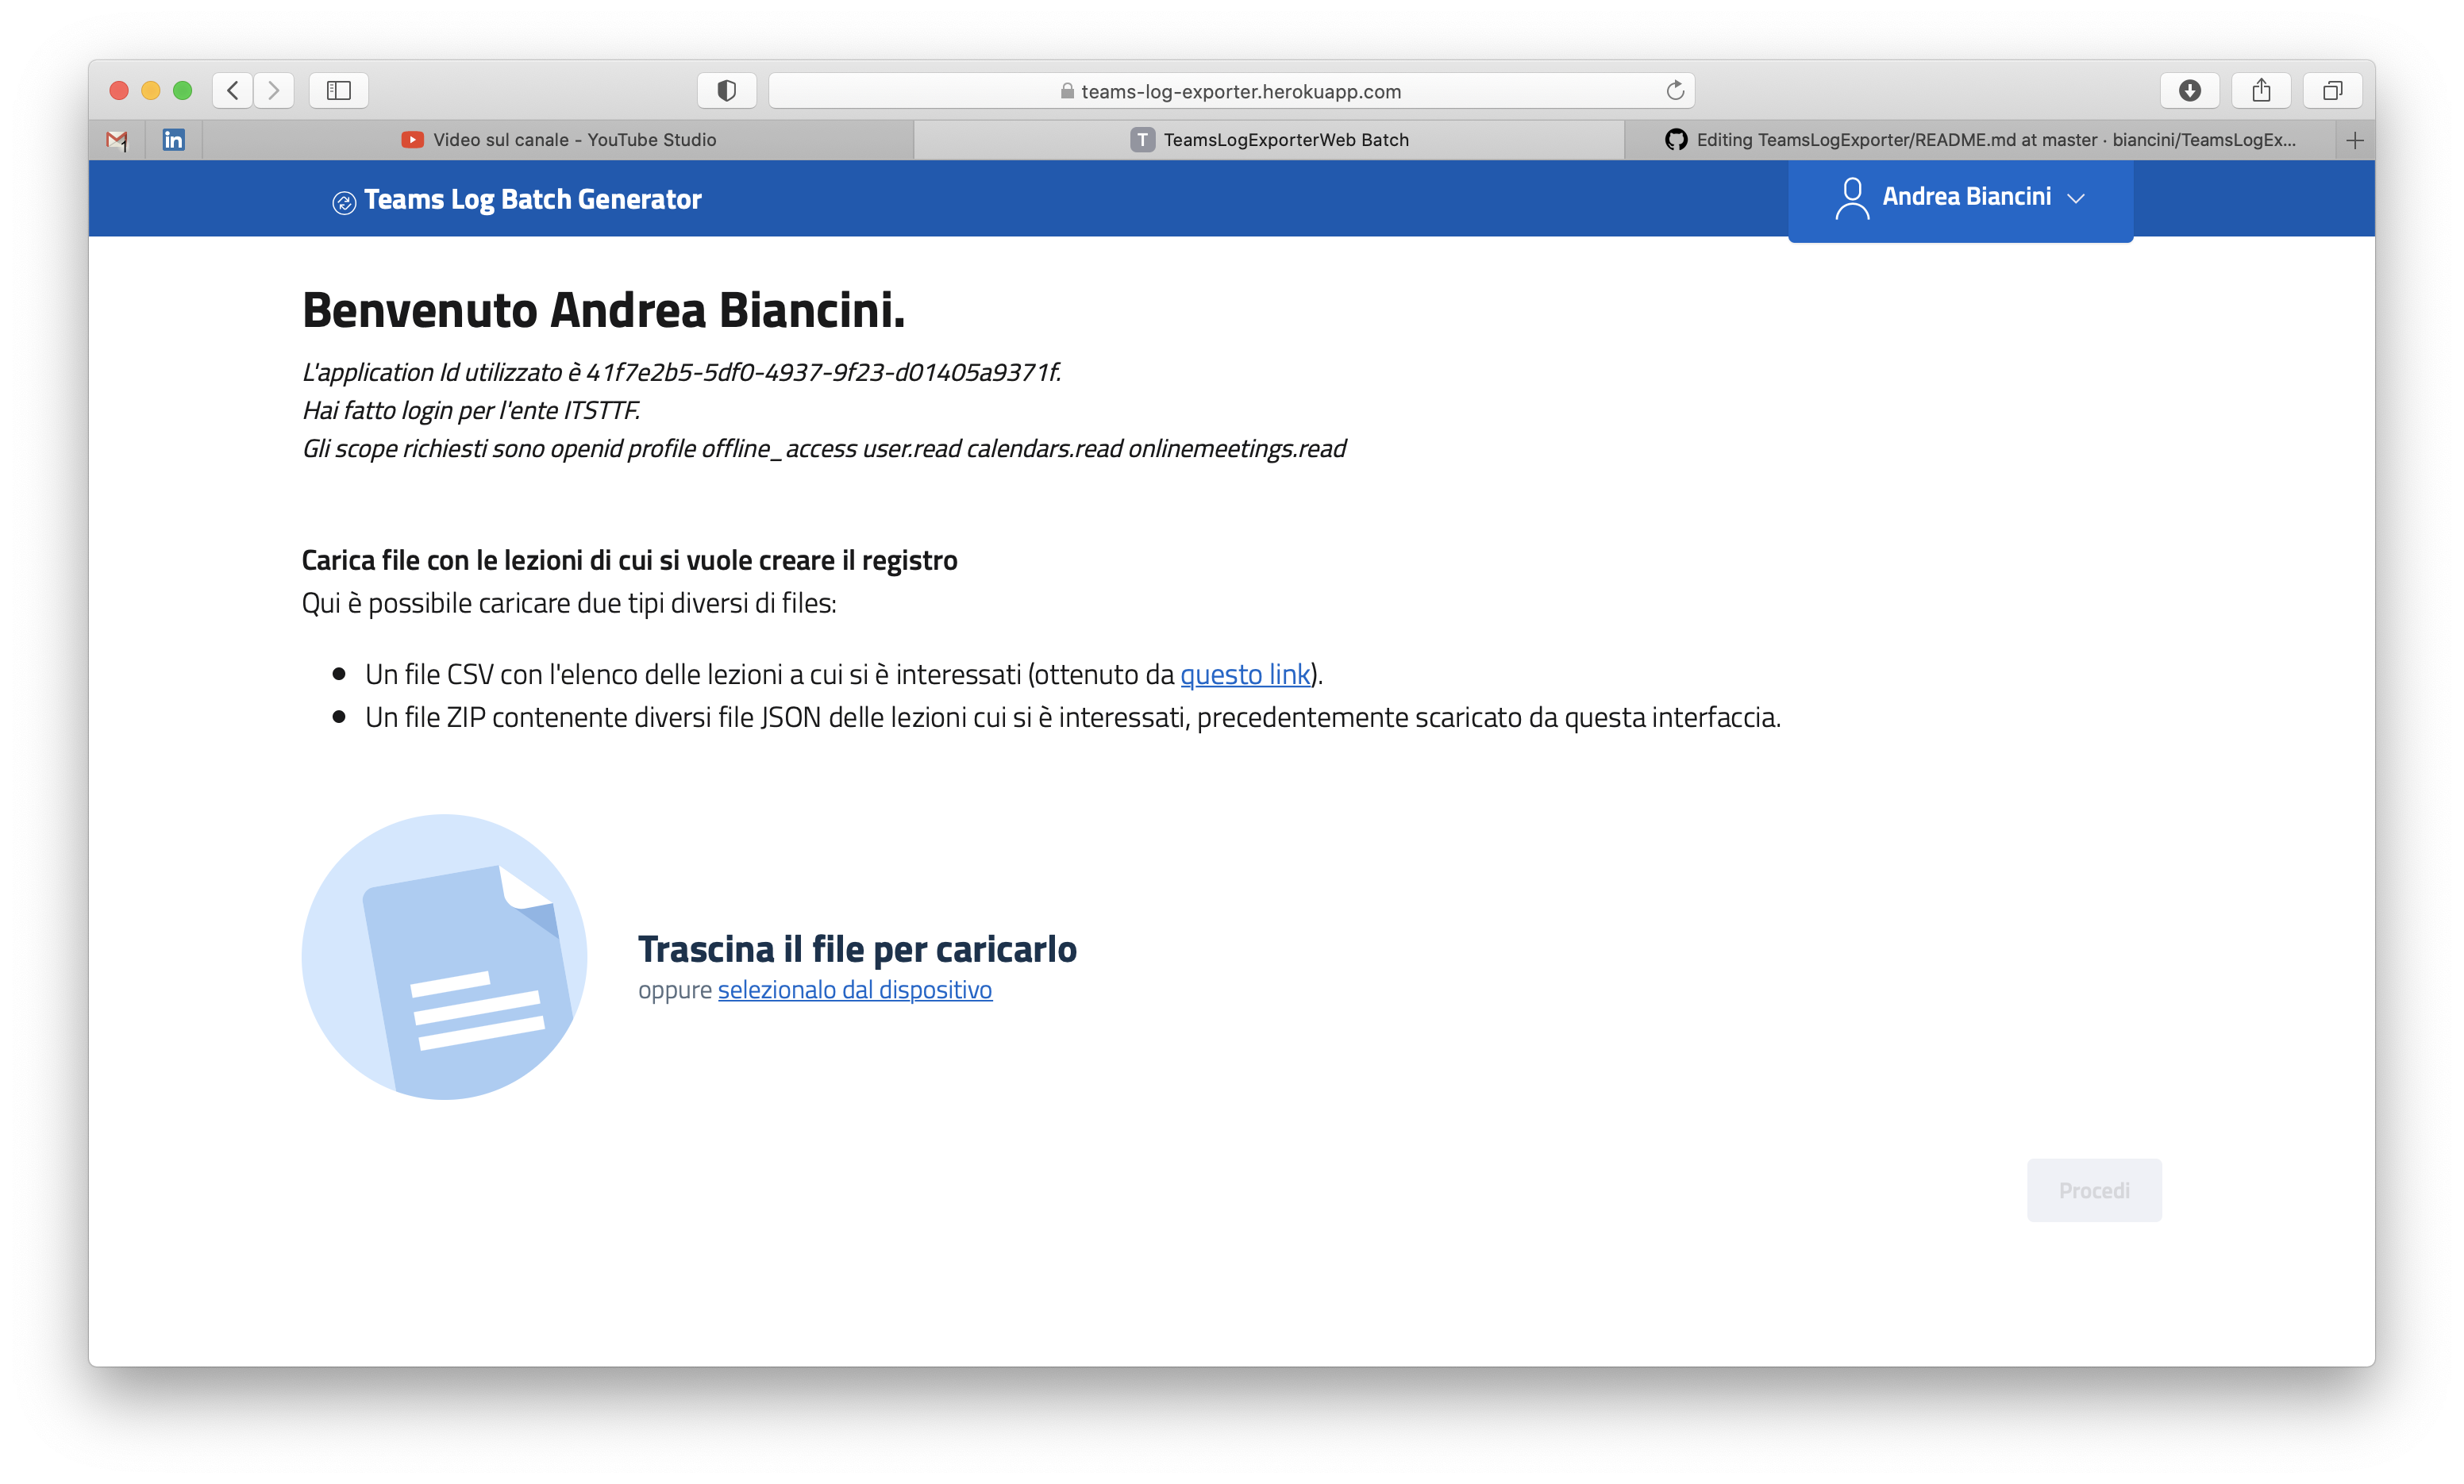 teams-log-exporter.herokuapp.com
1
in
Video sul canale - YouTube Studio
T
TeamsLogExporterWeb Batch
Editing TeamsLogExporter/README.md at master · biancini/TeamsLogEx...
Teams Log Batch Generator
Andrea Biancini
Benvenuto Andrea Biancini.
L'application Id utilizzato è 41f7e2b5-5df0-4937-9f23-d01405a9371f.
Hai fatto login per l'ente ITSTTF.
Gli scope richiesti sono openid profile offline_access user.read calendars.read onlinemeetings.read
Carica file con le lezioni di cui si vuole creare il registro
Qui è possibile caricare due tipi diversi di files:
Un file CSV con l'elenco delle lezioni a cui si è interessati (ottenuto da questo link).
Un file ZIP contenente diversi file JSON delle lezioni cui si è interessati, precedentemente scaricato da questa interfaccia.
Trascina il file per caricarlo
oppure selezionalo dal dispositivo
Procedi